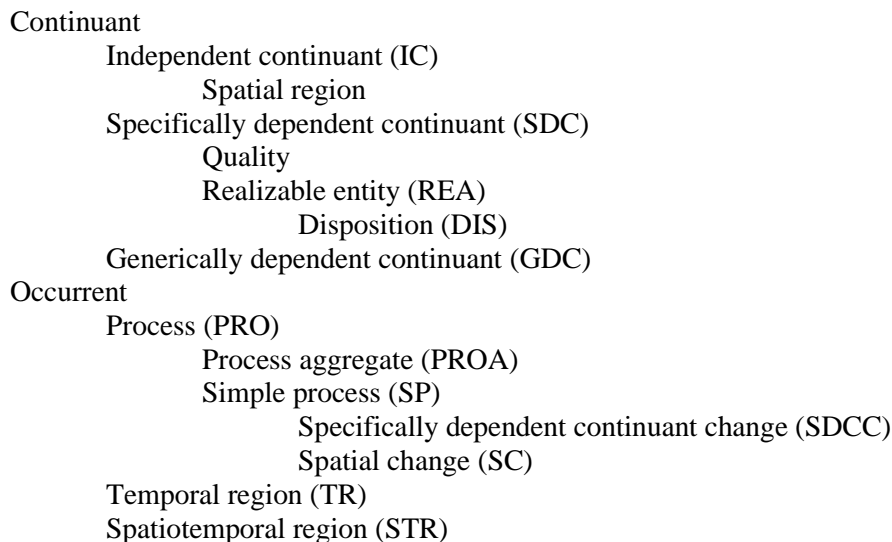 Continuant
Independent continuant (IC)
Spatial region
Specifically dependent continuant (SDC)
Quality
Realizable entity (REA)
Disposition (DIS)
Generically dependent continuant (GDC)
Occurrent
Process (PRO)
Process aggregate (PROA)
Simple process (SP)
Specifically dependent continuant change (SDCC)
Spatial change (SC)
Temporal region (TR)
Spatiotemporal region (STR)